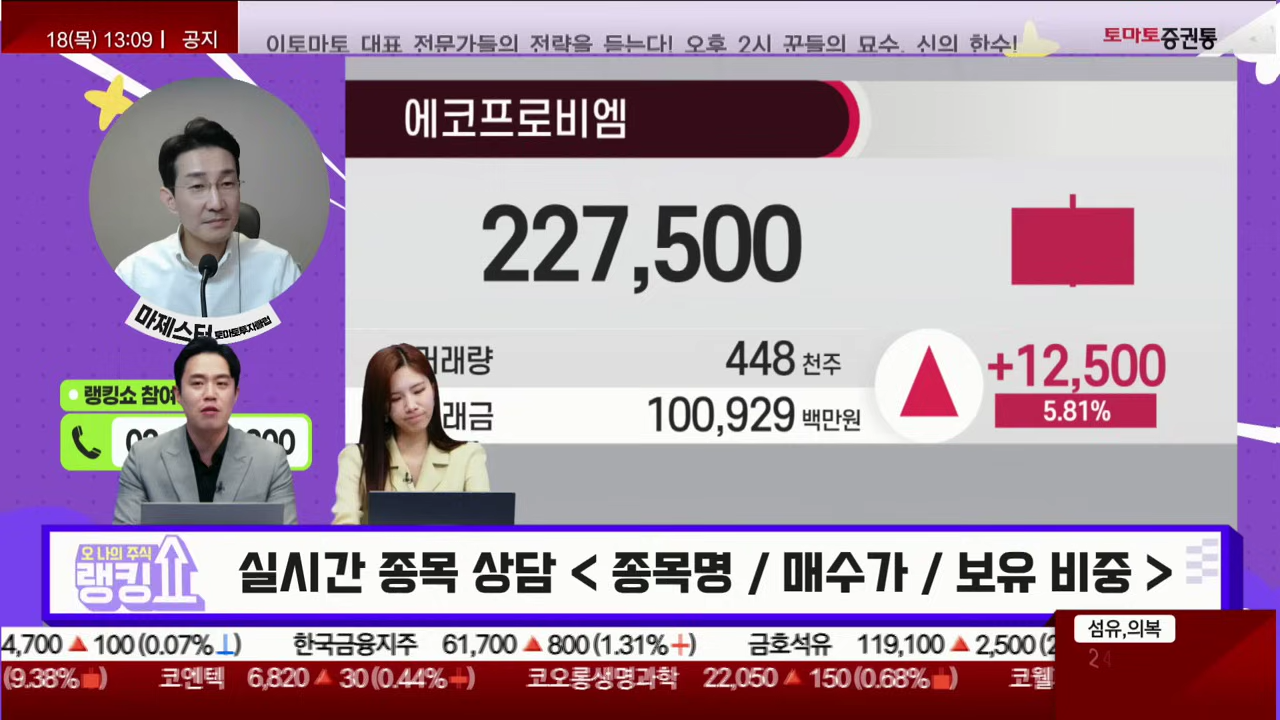 18(목) 13:09 | 공지
이토마토 대표 전문가들의 전략을 듣는다! 오후 2시 꾼들의 묘수, 신의 한수!
토마토증권통
에코프로비엠
227,500
거래량 448 천주
래금 100,929 백만원
+12,500
5.81%
마제스터 토마토투자클럽
랭킹쇼 참여
오 나의 주식
랭킹쇼
실시간 종목 상담 < 종목명 / 매수가 / 보유 비중 >
4,700 ▲ 100 (0.07%⊥) 한국금융지주 61,700 ▲ 800 (1.31%+) 금호석유 119,100 ▲ 2,500 (2
섬유,의복
(9.38%) 코엔텍 6,820 ▲ 30 (0.44%) 코오롱생명과학 22,050 ▲ 150 (0.68%) 코웰